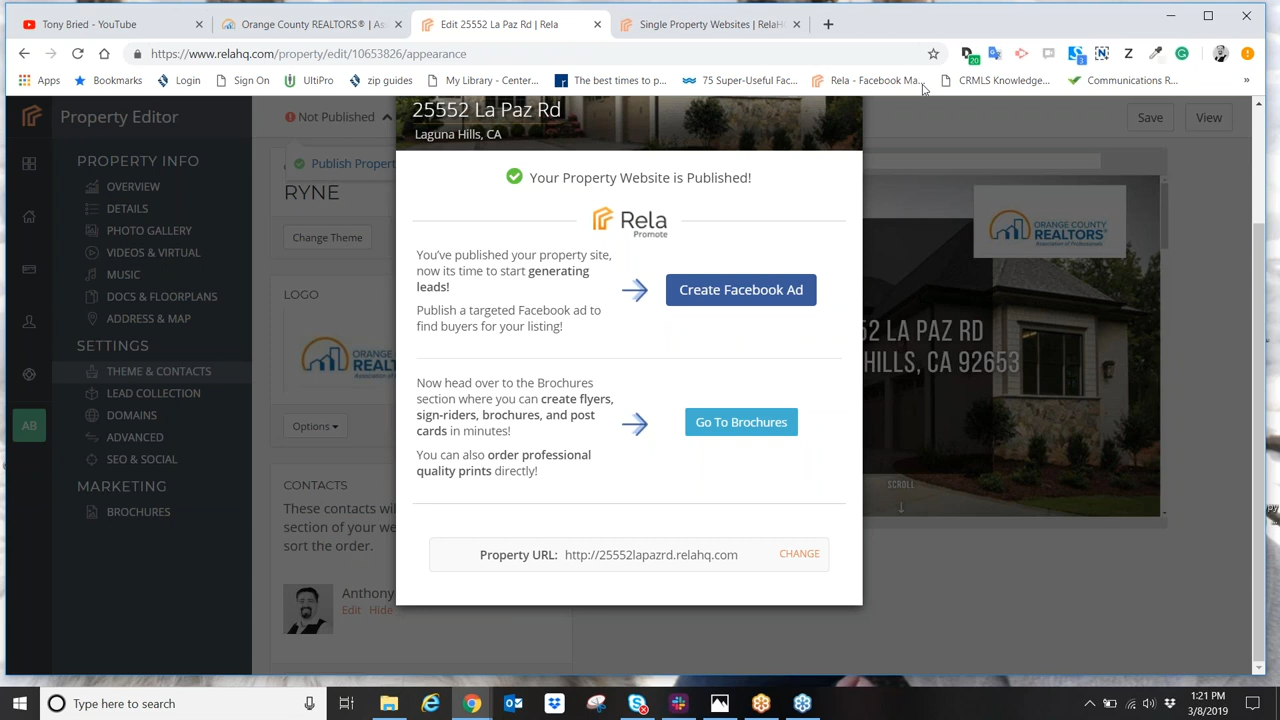 Tony Bried
Orange County REALTORS® | Ass
Edit 25552 La Paz Rd | Rela
Single Property Websites | RelaH
https://www.relahq.com/property/edit/10653826/appearance
Apps
Bookmarks
Login
Sign On
UltiPro
zip guides
My Library - Center...
The best times to p...
75 Super-Useful Fac...
Rela - Facebook Ma...
CRMLS Knowledge...
Communications R...
»
Property Editor
Not Published
Save
View
Publish Propert
RYNE
Change Theme
LOGO
Options
CONTACTS
These contacts wil
section of your we
sort the order.
Anthony
Edit Hide
PROPERTY INFO
OVERVIEW
DETAILS
PHOTO GALLERY
VIDEOS & VIRTUAL
MUSIC
DOCS & FLOORPLANS
ADDRESS & MAP
SETTINGS
THEME & CONTACTS
LEAD COLLECTION
DOMAINS
ADVANCED
SEO & SOCIAL
MARKETING
BROCHURES
AB
25552 La Paz Rd
Laguna Hills, CA
Your Property Website is Published!
Rela
Promote
You've published your property site,
now its time to start generating
leads!
Publish a targeted Facebook ad to
find buyers for your listing!
Create Facebook Ad
Now head over to the Brochures
section where you can create flyers,
sign-riders, brochures, and post
cards in minutes!
You can also order professional
quality prints directly!
Go To Brochures
Property URL: http://25552lapazrd.relahq.com CHANGE
ORANGE COUNTY
REALTORS®
52 LA PAZ RD
HILLS, CA 92653
SCROLL
Type here to search
1:21 PM
3/8/2019